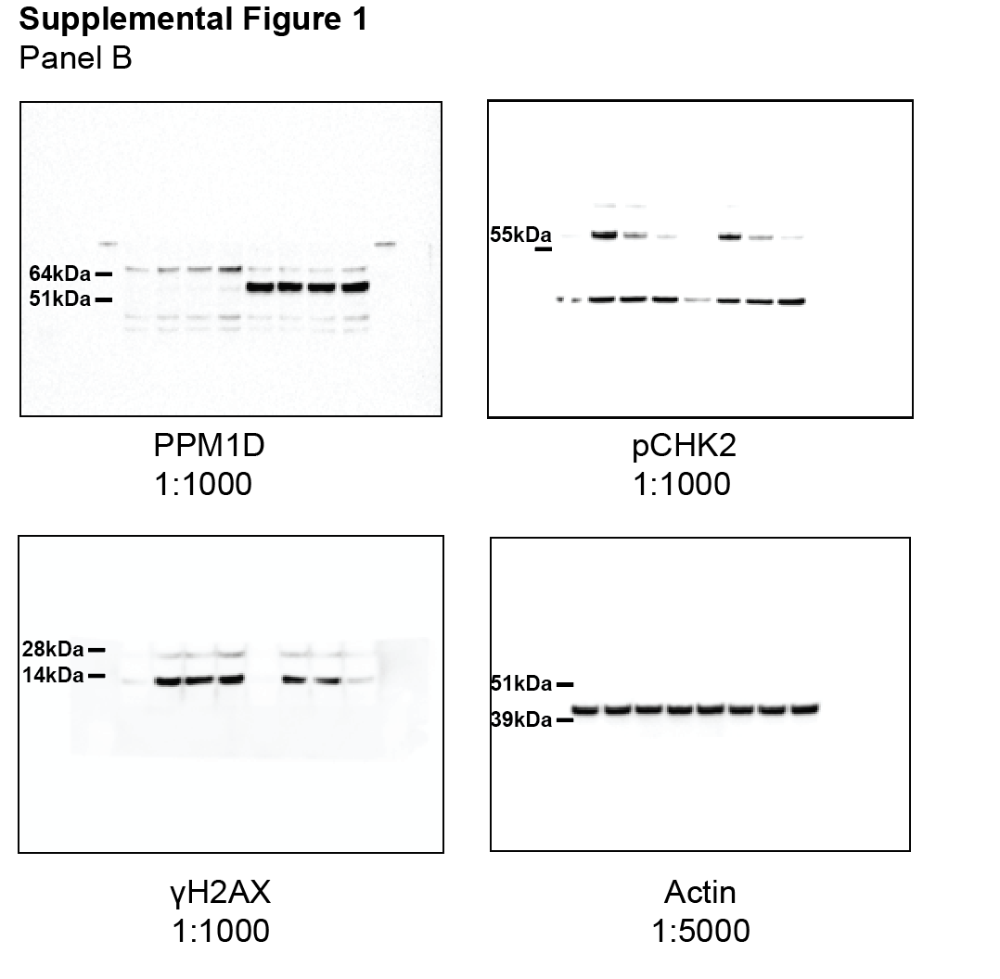 Supplemental Figure 1
Panel B
64kDa
51kDa
PPM1D
1:1000
55kDa
pCHK2
1:1000
28kDa
14kDa
γH2AX
1:1000
51kDa
39kDa
Actin
1:5000